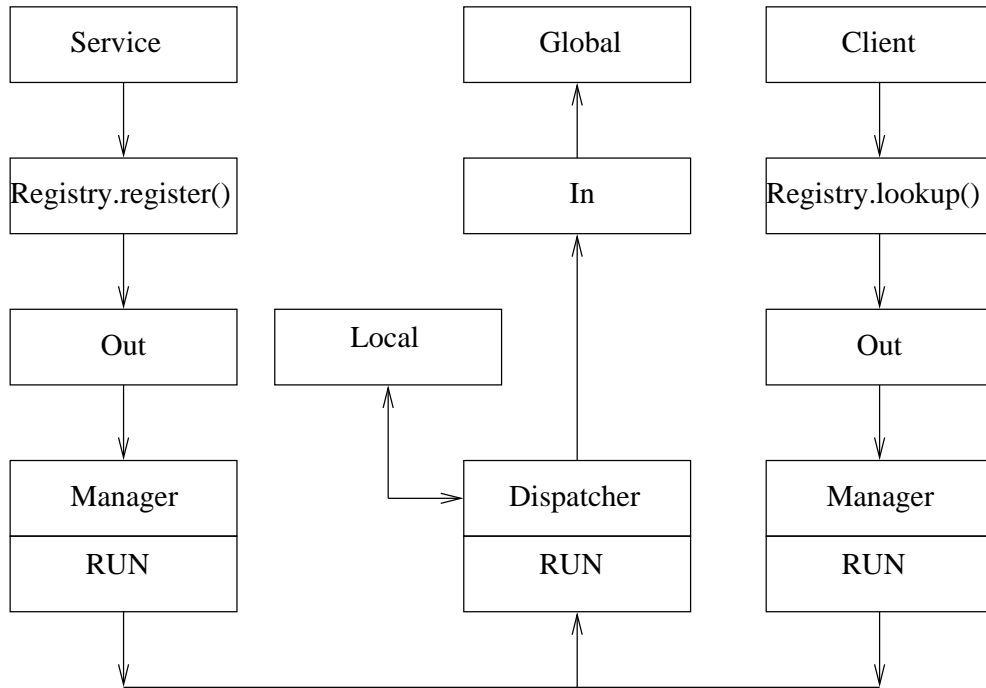 Service
Global
Client
Registry.register()
In
Registry.lookup()
Out
Local
Out
Manager
Dispatcher
Manager
RUN
RUN
RUN